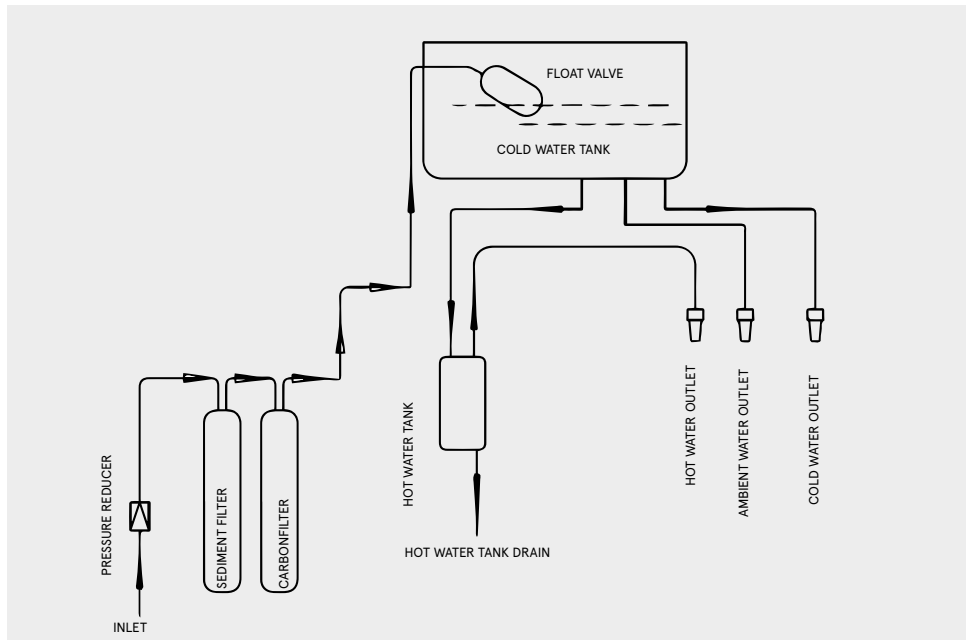 FLOAT VALVE
COLD WATER TANK
PRESSURE REDUCER
INLET
SEDIMENT FILTER
CARBONFILTER
HOT WATER TANK
HOT WATER TANK DRAIN
HOT WATER OUTLET
AMBIENT WATER OUTLET
COLD WATER OUTLET